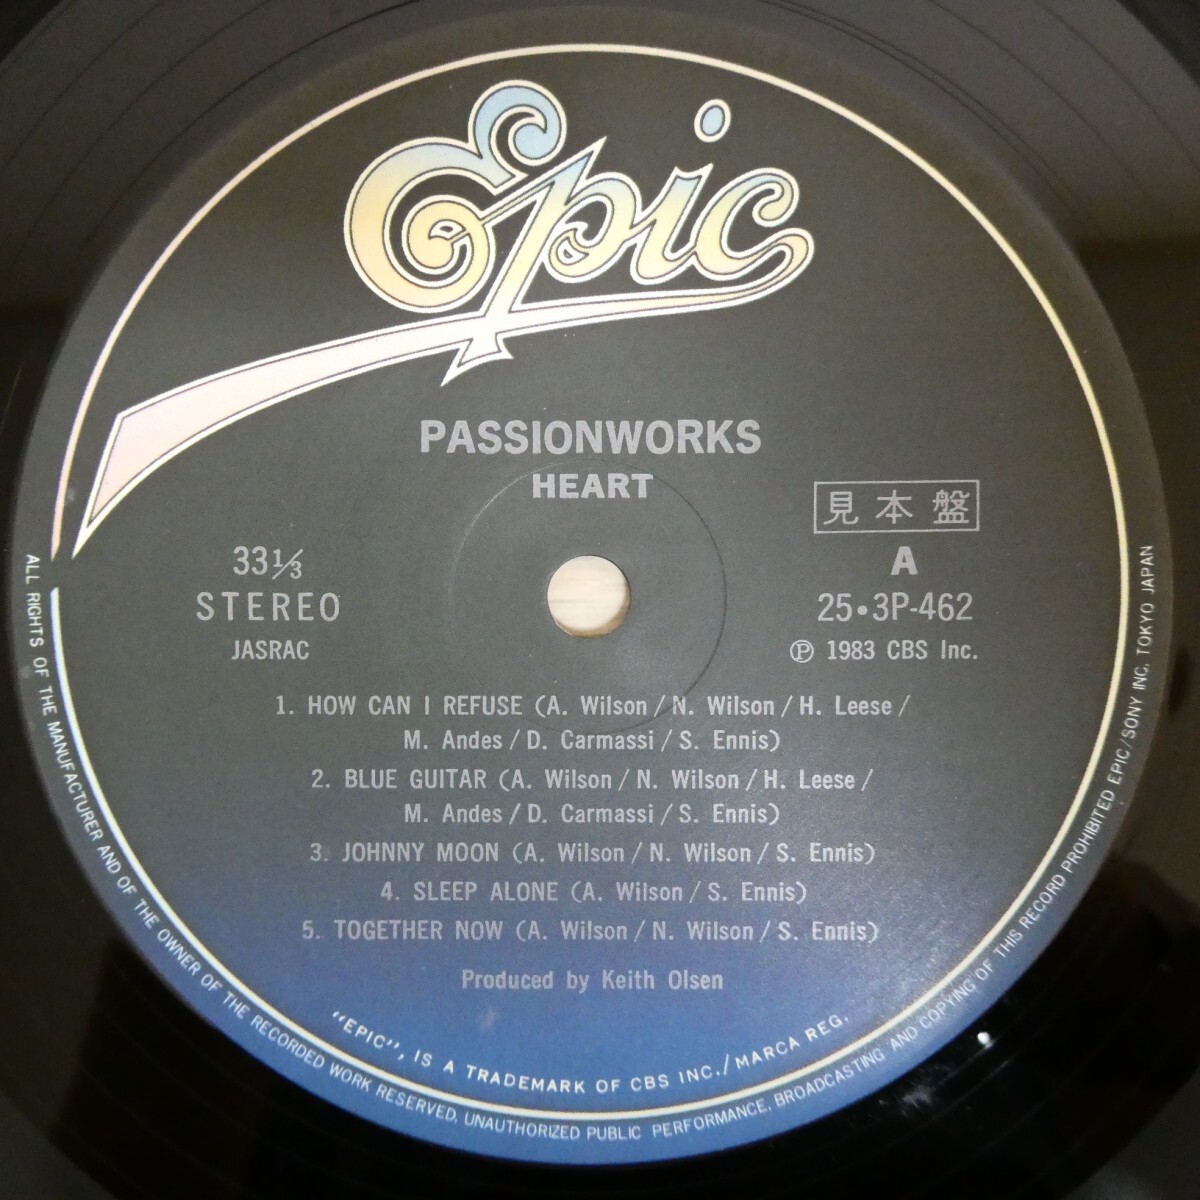 Epic
PASSIONWORKS
HEART
見本盤
33 1/3
STEREO
JASRAC
A
25•3P-462
Ⓟ 1983 CBS Inc.
1. HOW CAN I REFUSE (A. Wilson / N. Wilson / H. Leese /
M. Andes / D. Carmassi / S. Ennis)
2. BLUE GUITAR (A. Wilson / N. Wilson / H. Leese /
M. Andes / D. Carmassi / S. Ennis)
3. JOHNNY MOON (A. Wilson / N. Wilson / S. Ennis)
4. SLEEP ALONE (A. Wilson / S. Ennis)
5. TOGETHER NOW (A. Wilson / N. Wilson / S. Ennis)
Produced by Keith Olsen
"EPIC", IS A TRADEMARK OF CBS INC./MARCA REG.
ALL RIGHTS OF THE MANUFACTURER AND OF THE OWNER OF THE RECORDED WORK RESERVED. UNAUTHORIZED PUBLIC PERFORMANCE, BROADCASTING AND COPYING OF THIS RECORD PROHIBITED EPIC/SONY INC. TOKYO JAPAN